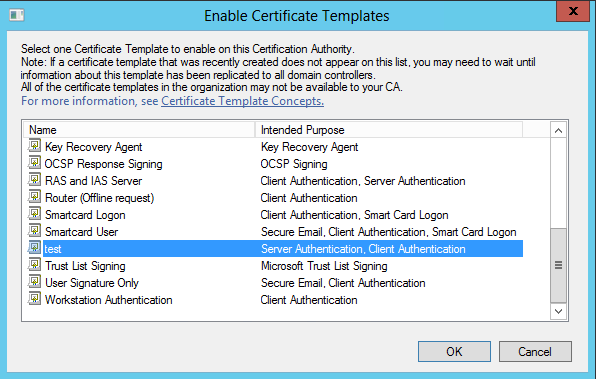 Enable Certificate Templates
x
Select one Certificate Template to enable on this Certification Authority.
Note: If a certificate template that was recently created does not appear on this list, you may need to wait until
information about this template has been replicated to all domain controllers.
All of the certificate templates in the organization may not be available to your CA.
For more information, see Certificate Template Concepts.
Name Intended Purpose
Key Recovery Agent Key Recovery Agent
OCSP Response Signing OCSP Signing
RAS and IAS Server Client Authentication, Server Authentication
Router (Offline request) Client Authentication
Smartcard Logon Client Authentication, Smart Card Logon
Smartcard User Secure Email, Client Authentication, Smart Card Logon
test Server Authentication, Client Authentication
Trust List Signing Microsoft Trust List Signing
User Signature Only Secure Email, Client Authentication
Workstation Authentication Client Authentication
OK Cancel